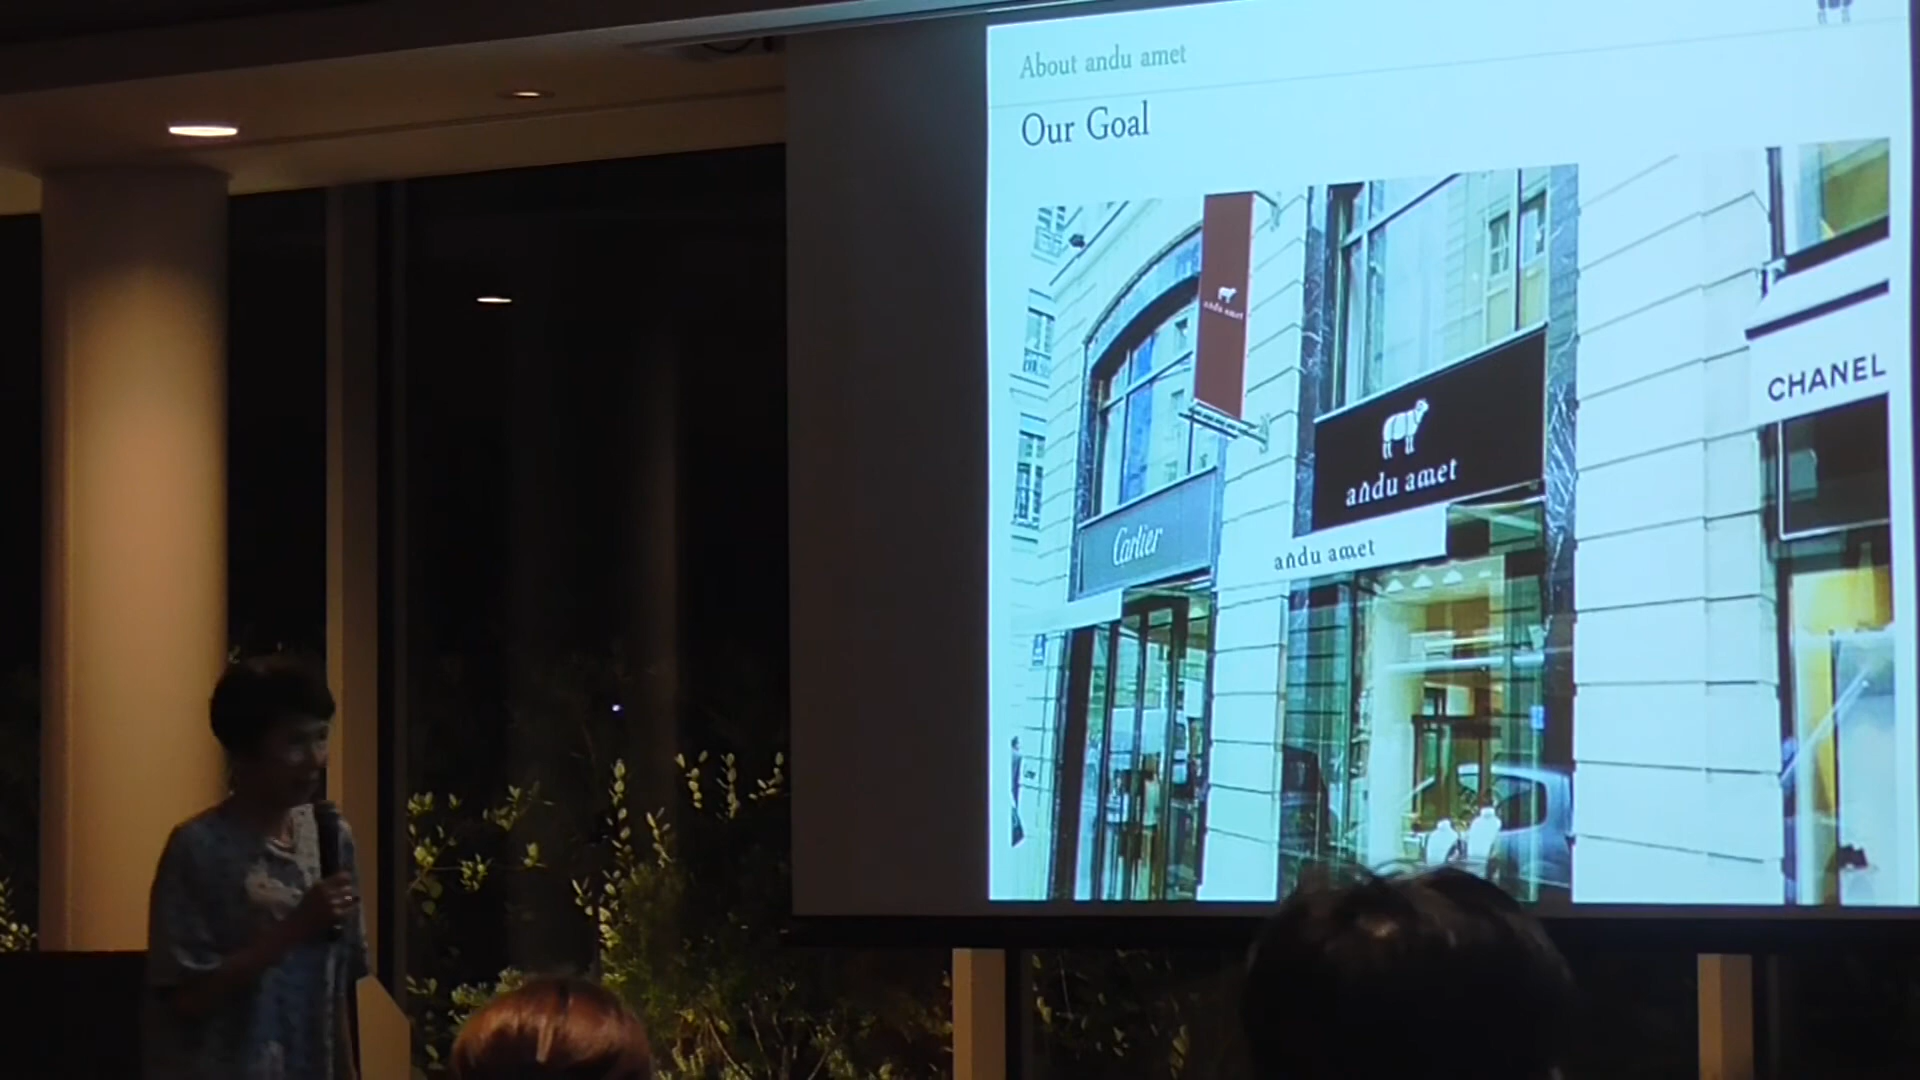 About andu amet
Our Goal
andu amet
CHANEL
andu amet
Cartier
andu amet